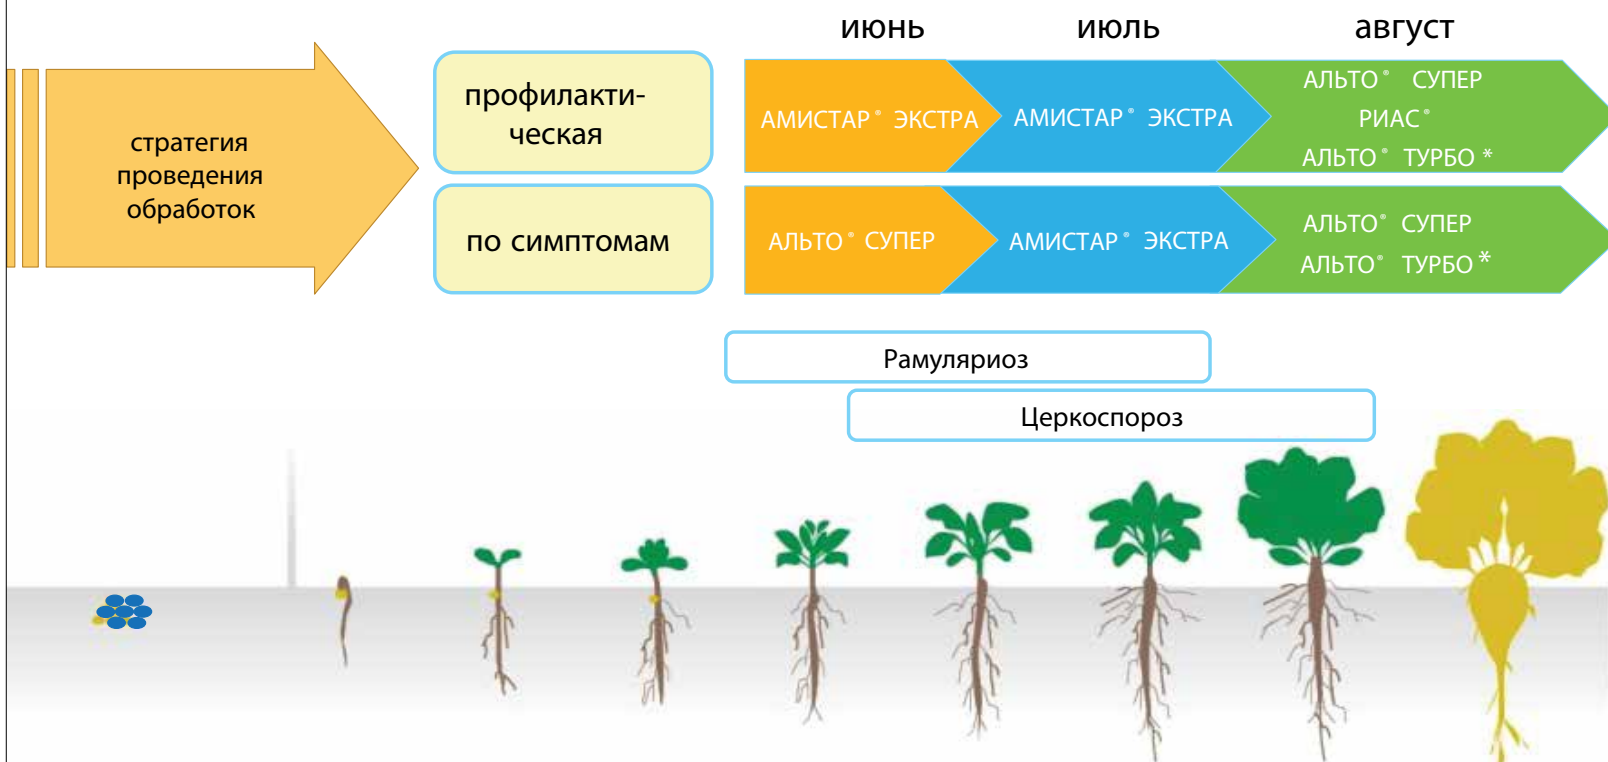 июнь июль август
стратегия
проведения
обработок
профилакти-
ческая
АМИСТАР® ЭКСТРА
АМИСТАР® ЭКСТРА
АЛЬТО® СУПЕР
РИАС®
АЛЬТО® ТУРБО *
по симптомам
АЛЬТО® СУПЕР
АМИСТАР® ЭКСТРА
АЛЬТО® СУПЕР
АЛЬТО® ТУРБО *
Рамуляриоз
Церкоспороз